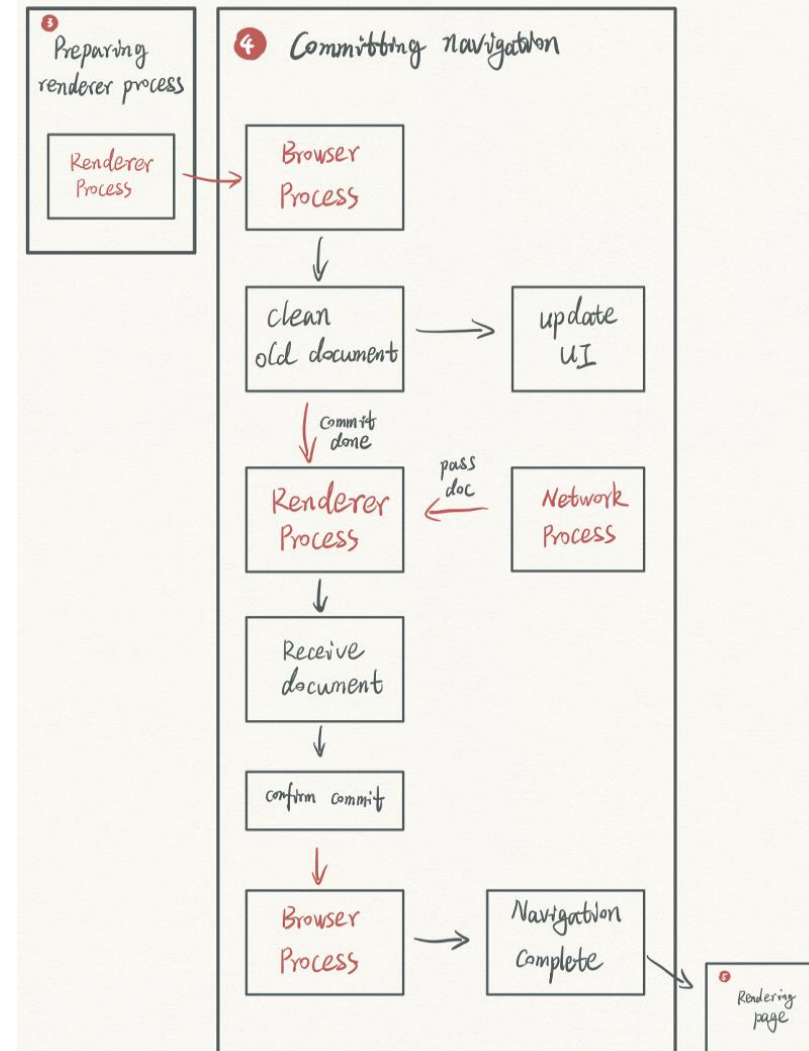 3
Preparing
renderer process
Renderer
Process
4 Committing navigation
Browser
Process
clean
old document
update
UI
commit
done
pass
doc
Renderer
Process
Network
Process
Receive
document
confirm commit
Browser
Process
Navigation
Complete
5
Rendering
page